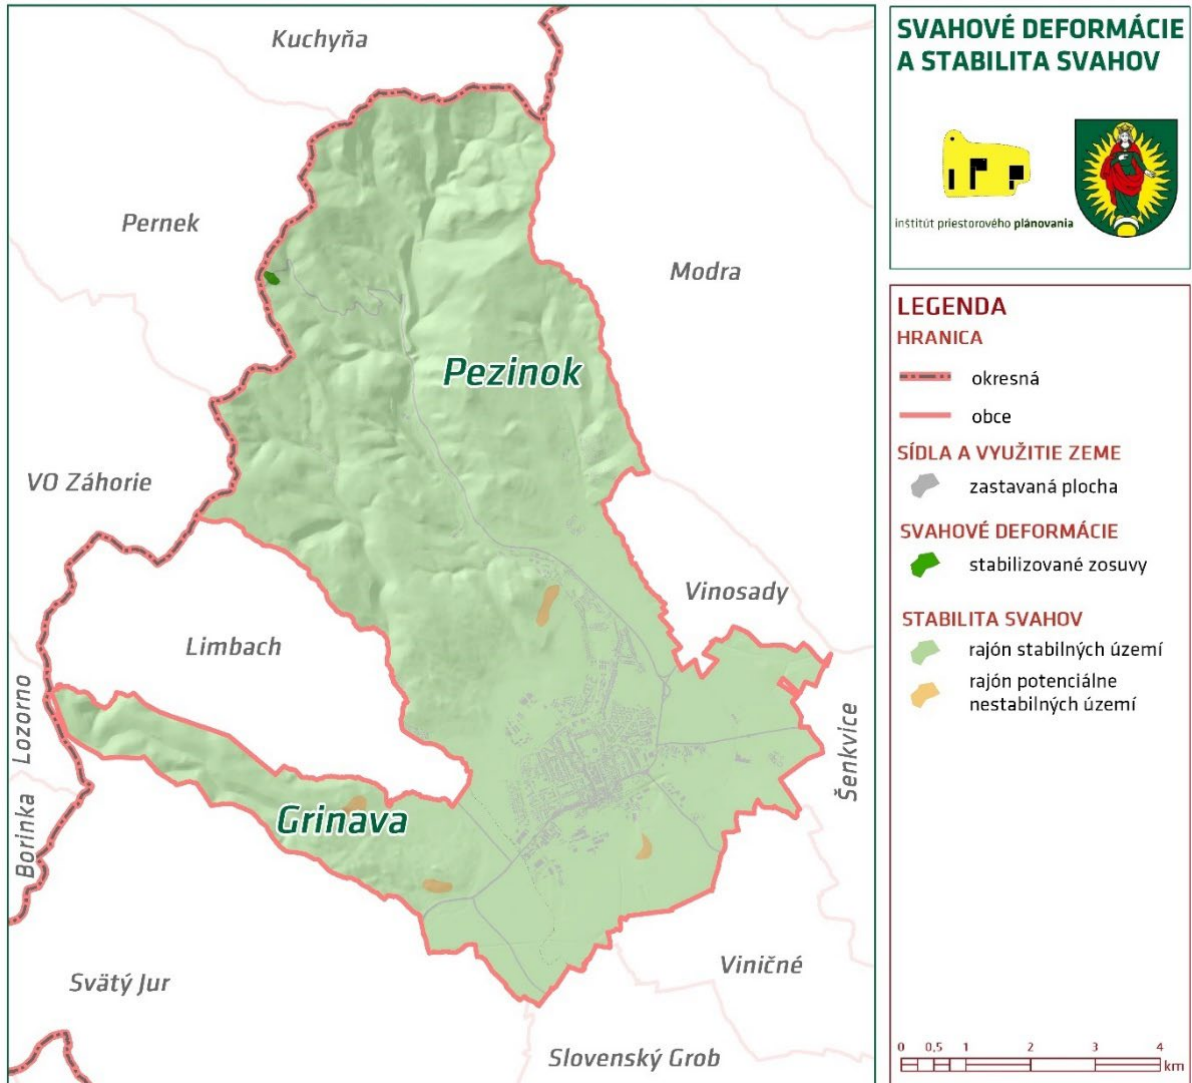 Kuchyňa
Pernek
Modra
Pezinok
VO Záhorie
Vinosady
Limbach
Lozorno
Šenkvice
Grinava
Borinka
Viničné
Svätý Jur
Slovenský Grob
SVAHOVÉ DEFORMÁCIE
A STABILITA SVAHOV
inštitút priestorového plánovania
LEGENDA
HRANICA
okresná
obce
SÍDLA A VYUŽITIE ZEME
zastavaná plocha
SVAHOVÉ DEFORMÁCIE
stabilizované zosuvy
STABILITA SVAHOV
rajón stabilných území
rajón potenciálne
nestabilných území
0 0,5 1 2 3 4
km